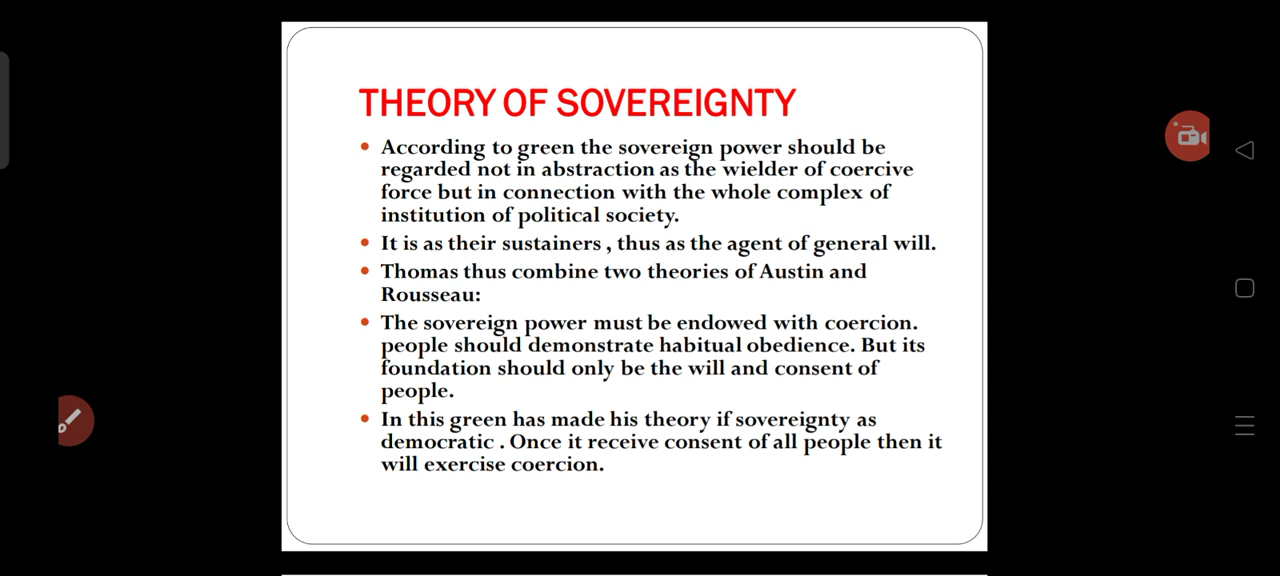 THEORY OF SOVEREIGNTY
• According to green the sovereign power should be
regarded not in abstraction as the wielder of coercive
force but in connection with the whole complex of
institution of political society.
• It is as their sustainers , thus as the agent of general will.
• Thomas thus combine two theories of Austin and
Rousseau:
• The sovereign power must be endowed with coercion.
people should demonstrate habitual obedience. But its
foundation should only be the will and consent of
people.
• In this green has made his theory if sovereignty as
democratic . Once it receive consent of all people then it
will exercise coercion.